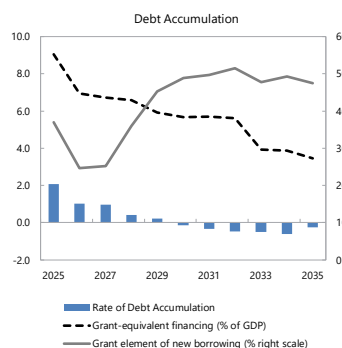 Debt Accumulation
10.0 6
8.0 5
6.0 4
4.0 3
2.0 2
0.0 1
-2.0 0
2025 2027 2029 2031 2033 2035
Rate of Debt Accumulation
Grant-equivalent financing (% of GDP)
Grant element of new borrowing (% right scale)